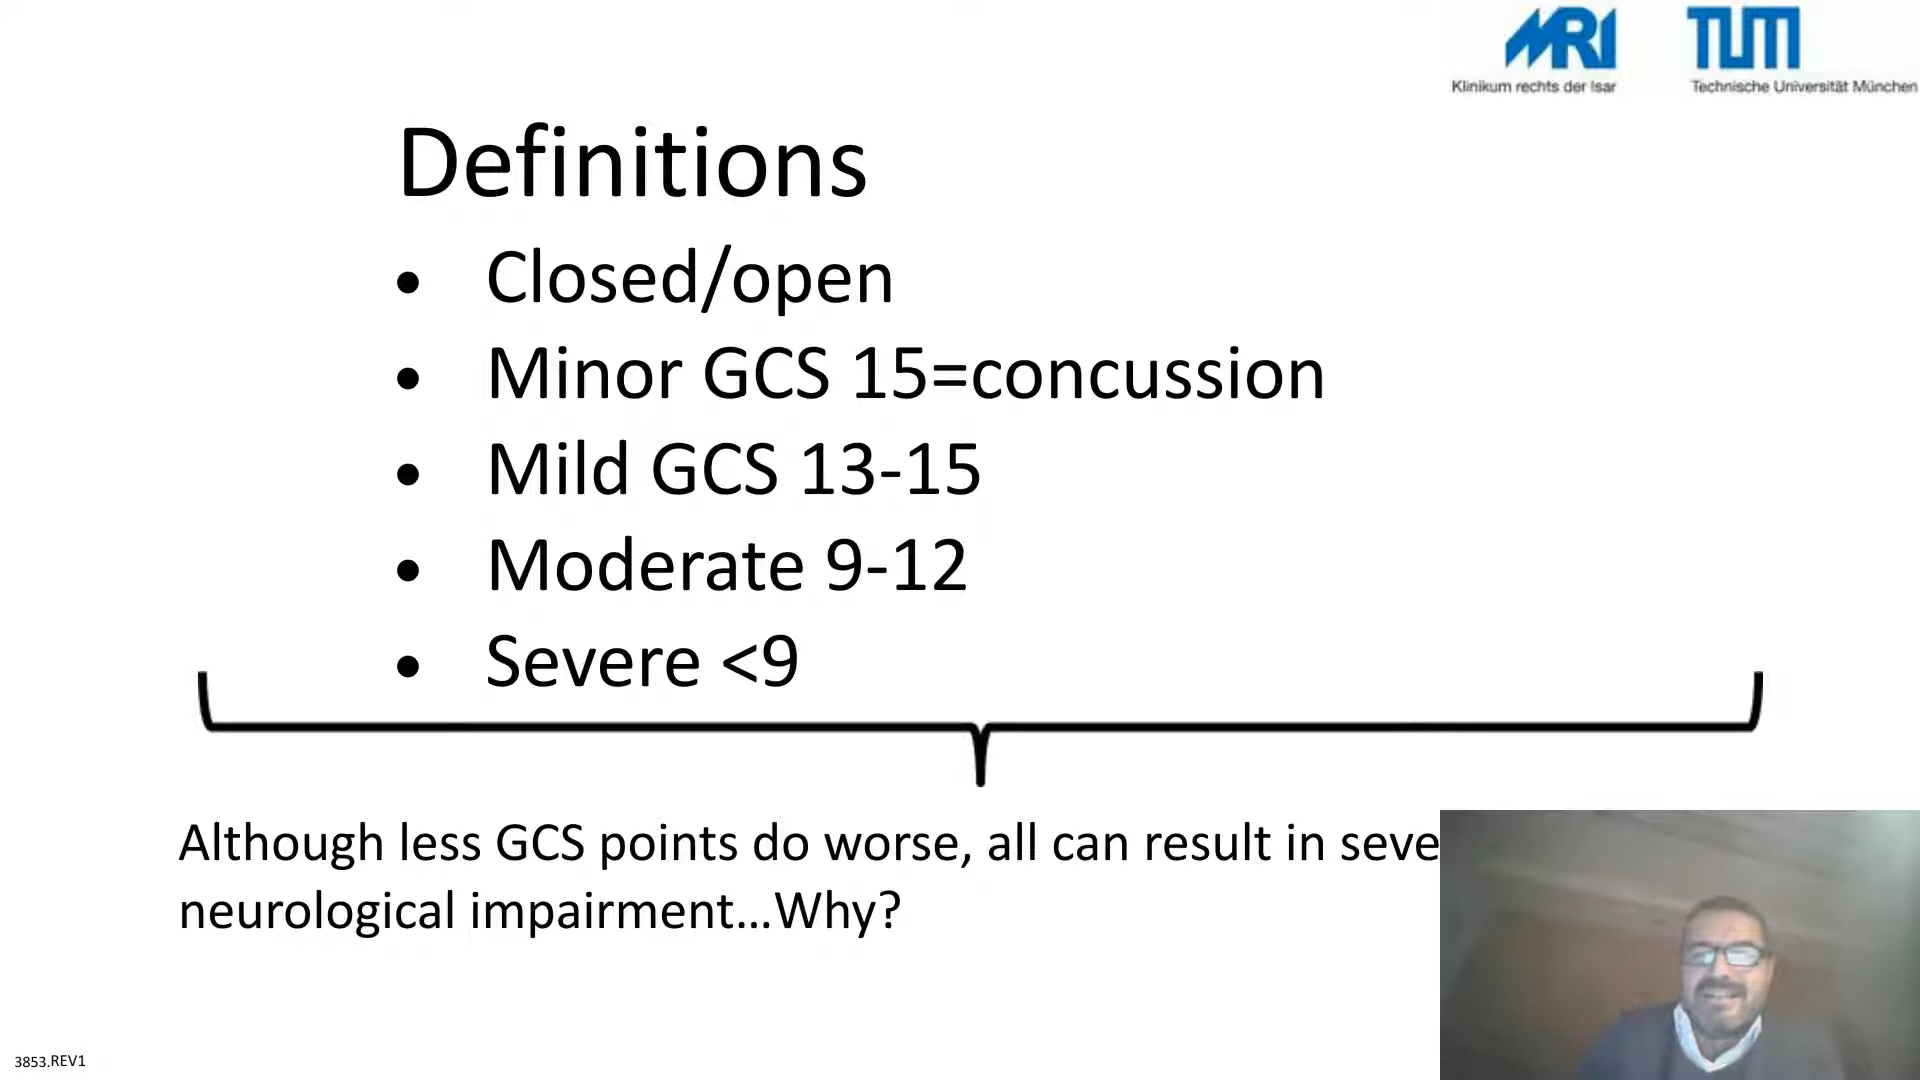 MRI TUM
Klinikum rechts der Isar Technische Universität München
Definitions
• Closed/open
• Minor GCS 15=concussion
• Mild GCS 13-15
• Moderate 9-12
• Severe <9
Although less GCS points do worse, all can result in seve
neurological impairment...Why?
3853.REV1